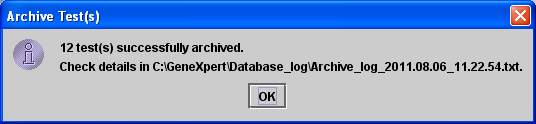 Archive Test(s)
12 test(s) successfully archived.
Check details in C:\GeneXpert\Database_log\Archive_log_2011.08.06_11.22.54.txt.
OK